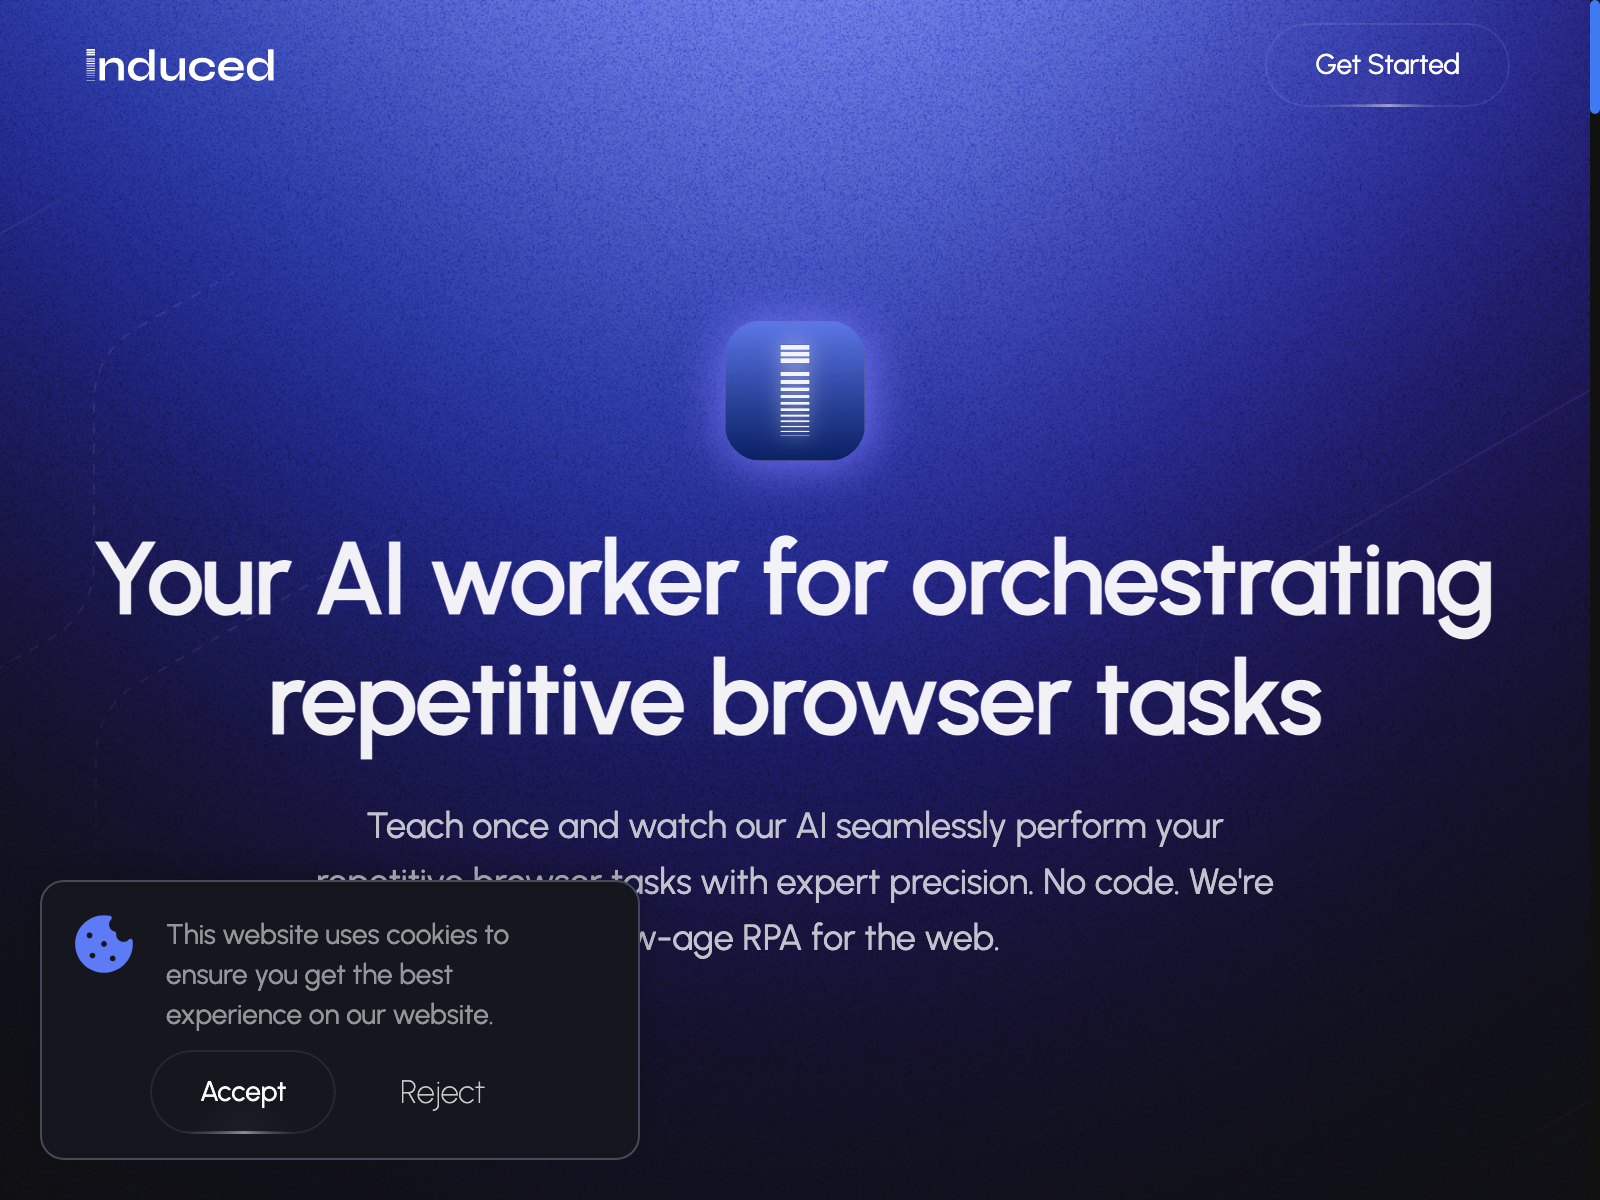 induced
Get Started
Your AI worker for orchestrating
repetitive browser tasks
Teach once and watch our AI seamlessly perform your
repetitive browser tasks with expert precision. No code. We're
w-age RPA for the web.
This website uses cookies to
ensure you get the best
experience on our website.
Accept
Reject